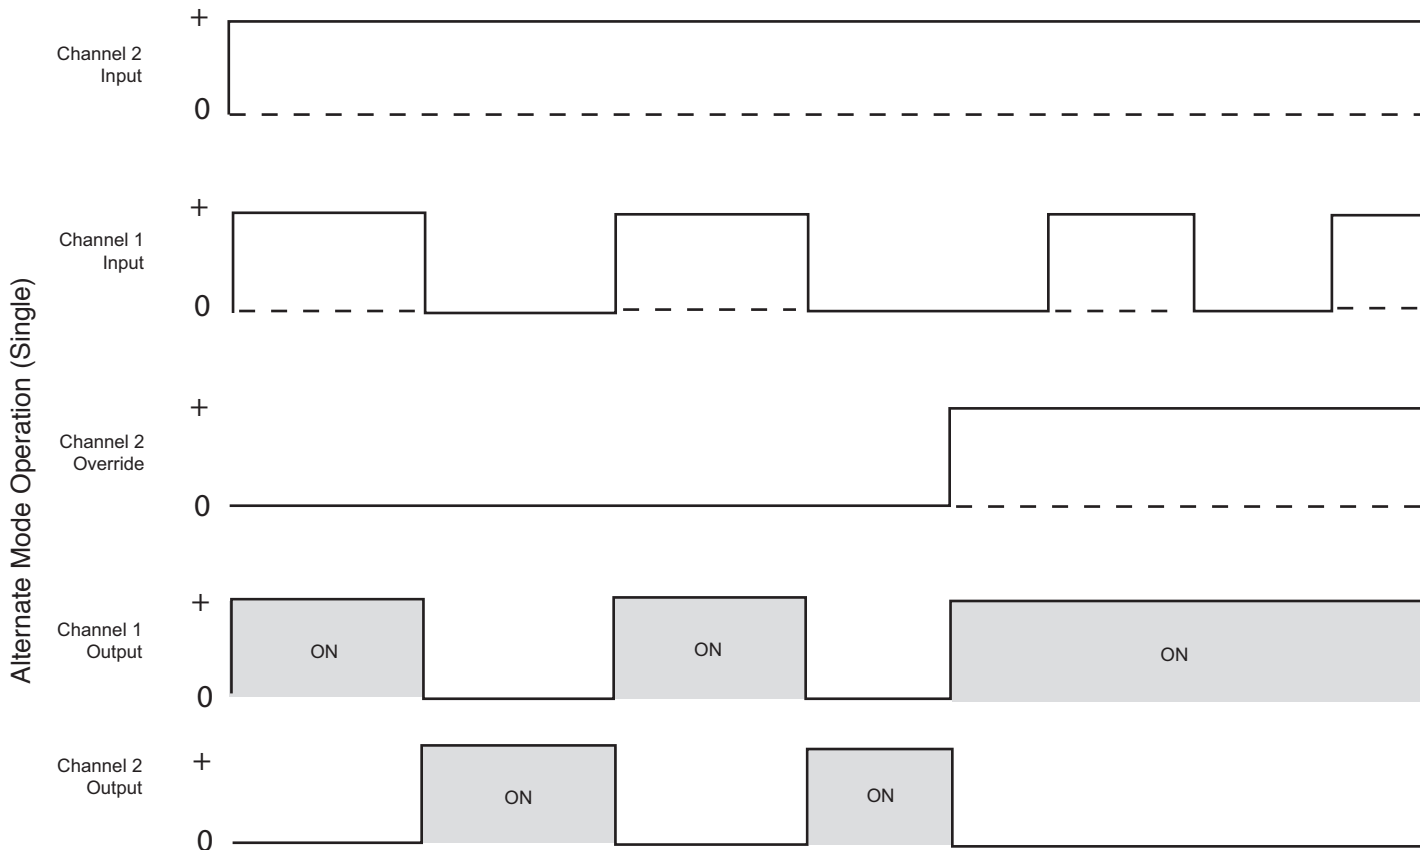 Alternate Mode Operation (Single)
+
Channel 2
Input
0
+
Channel 1
Input
0
+
Channel 2
Override
0
+
Channel 1
Output
ON
ON
ON
0
+
Channel 2
Output
ON
ON
0